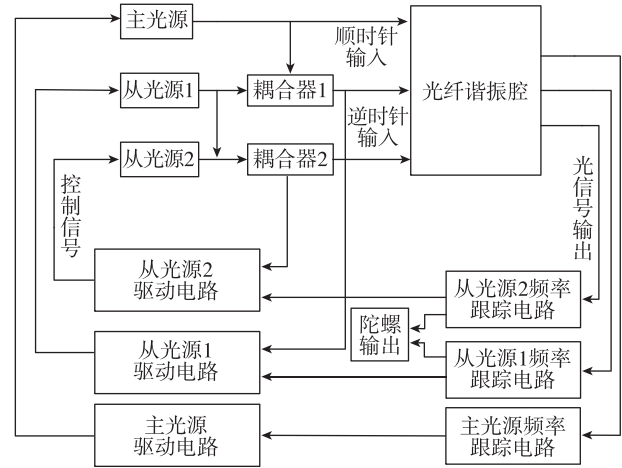 主光源
顺时针
输入
从光源1
耦合器1
光纤谐振腔
逆时针
输入
从光源2
耦合器2
控制信号
光信号输出
从光源2
驱动电路
从光源2频率
跟踪电路
陀螺
输出
从光源1
驱动电路
从光源1频率
跟踪电路
主光源
驱动电路
主光源频率
跟踪电路